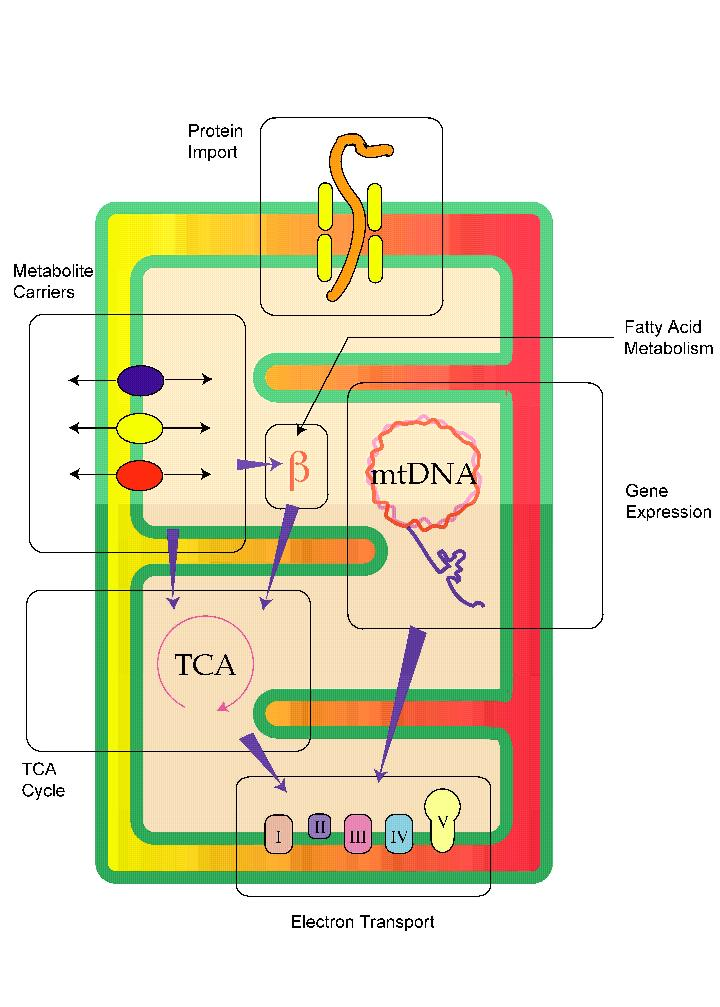 Protein
Import
Metabolite
Carriers
Fatty Acid
Metabolism
β
mtDNA
Gene
Expression
TCA
TCA
Cycle
I
II
III
IV
V
Electron Transport